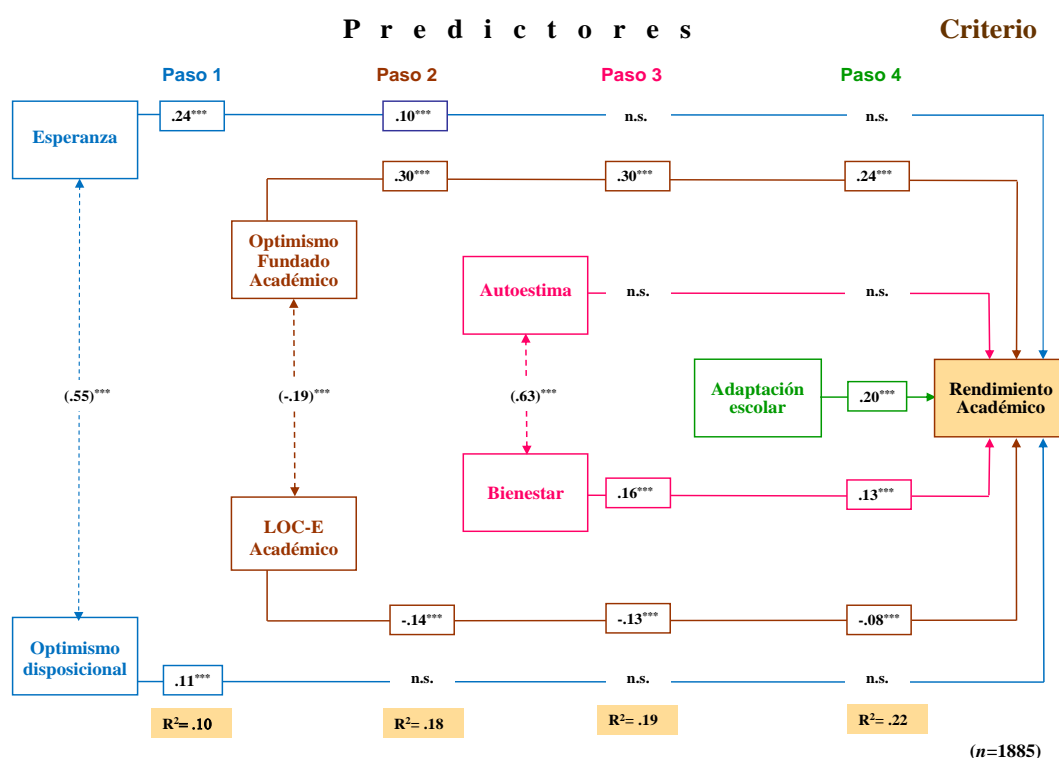 P r e d i c t o r e s Criterio
Paso 1 Paso 2 Paso 3 Paso 4
Esperanza
.24*** .10*** n.s. n.s.
.30*** .30*** .24***
Optimismo
Fundado
Académico
Autoestima
n.s. n.s.
(.55)*** (-.19)*** (.63)***
Adaptación
escolar
.20***
Rendimiento
Académico
Bienestar
.16*** .13***
LOC-E
Académico
-.14*** -.13*** -.08***
Optimismo
disposicional
.11*** n.s. n.s. n.s.
R²= .10 R²= .18 R²= .19 R²= .22
(n=1885)